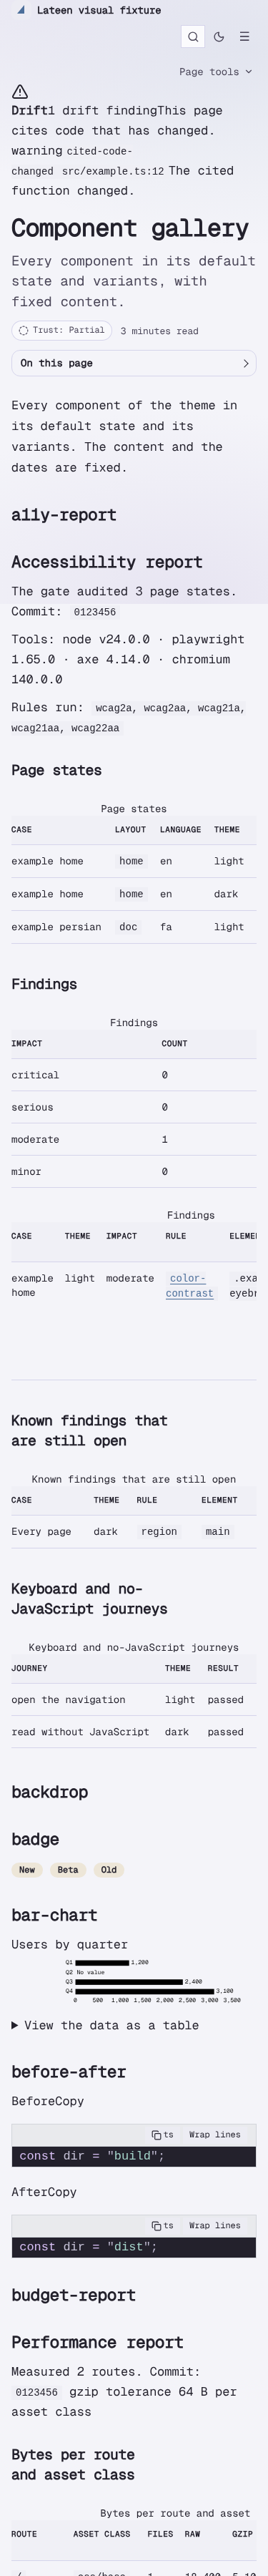 Lateen visual fixture
Page tools
Drift1 drift findingThis page
cites code that has changed.
warning cited-code-
changed src/example.ts:12 The cited
function changed.
Component gallery
Every component in its default
state and variants, with
fixed content.
Trust: Partial 3 minutes read
On this page
Every component of the theme in
its default state and its
variants. The content and the
dates are fixed.
a11y-report
Accessibility report
The gate audited 3 page states.
Commit: 0123456
Tools: node v24.0.0 · playwright
1.65.0 · axe 4.14.0 · chromium
140.0.0
Rules run: wcag2a, wcag2aa, wcag21a,
wcag21aa, wcag22aa
Page states
Page states
CASE LAYOUT LANGUAGE THEME
example home home en light
example home home en dark
example persian doc fa light
Findings
Findings
IMPACT COUNT
critical 0
serious 0
moderate 1
minor 0
Findings
CASE THEME IMPACT RULE ELEMEN
example home light moderate color-contrast .exa
eyebr
Known findings that
are still open
Known findings that are still open
CASE THEME RULE ELEMENT
Every page dark region main
Keyboard and no-
JavaScript journeys
Keyboard and no-JavaScript journeys
JOURNEY THEME RESULT
open the navigation light passed
read without JavaScript dark passed
backdrop
badge
New Beta Old
bar-chart
Users by quarter
Q1 1,200
Q2 No value
Q3 2,400
Q4 3,100
0 500 1,000 1,500 2,000 2,500 3,000 3,500
View the data as a table
before-after
BeforeCopy
ts Wrap lines
const dir = "build";
AfterCopy
ts Wrap lines
const dir = "dist";
budget-report
Performance report
Measured 2 routes. Commit:
0123456 gzip tolerance 64 B per
asset class
Bytes per route
and asset class
Bytes per route and asset
ROUTE ASSET CLASS FILES RAW GZIP